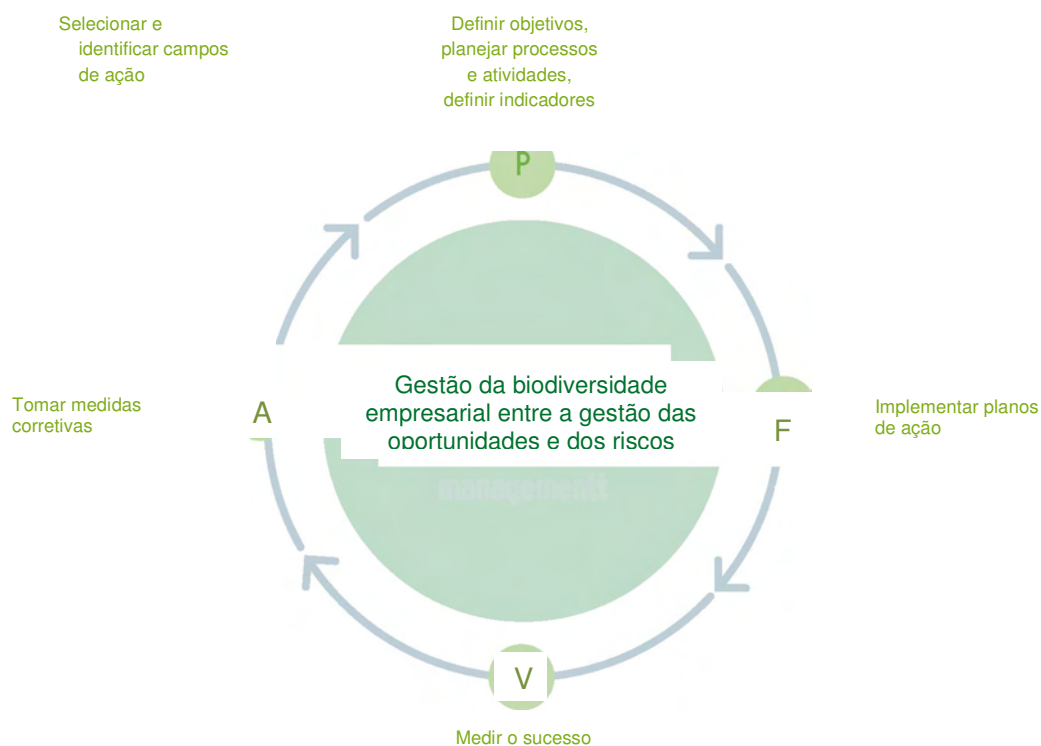 Selecionar e
identificar campos
de ação
Definir objetivos,
planejar processos
e atividades,
definir indicadores
P
Gestão da biodiversidade
empresarial entre a gestão das
oportunidades e dos riscos
managementt
Tomar medidas
corretivas
A
F
Implementar planos
de ação
V
Medir o sucesso